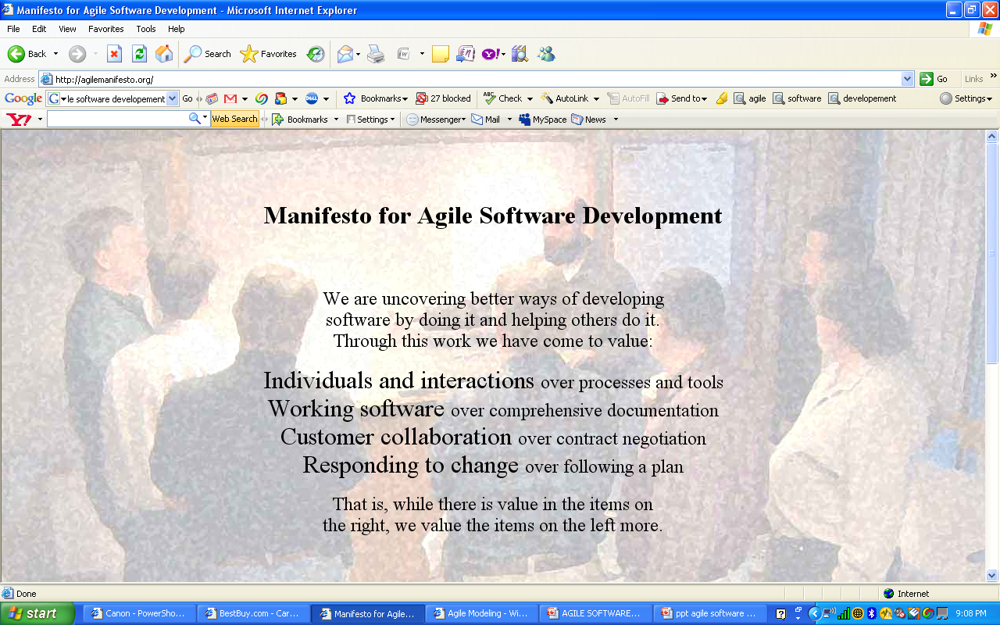 Manifesto for Agile Software Development - Microsoft Internet Explorer
File Edit View Favorites Tools Help
Back Search Favorites
Address http://agilemanifesto.org/ Go Links »
Google G le software developement Go Bookmarks 27 blocked ABC Check AutoLink AutoFill Send to agile software developement Settings
Y! Web Search Bookmarks Settings Messenger Mail MySpace News
Manifesto for Agile Software Development
We are uncovering better ways of developing
software by doing it and helping others do it.
Through this work we have come to value:
Individuals and interactions over processes and tools
Working software over comprehensive documentation
Customer collaboration over contract negotiation
Responding to change over following a plan
That is, while there is value in the items on
the right, we value the items on the left more.
Done Internet
start Canon - PowerSho... BestBuy.com - Car... Manifesto for Agile... Agile Modeling - Wi... AGILE SOFTWARE... ppt agile software ... 9:08 PM